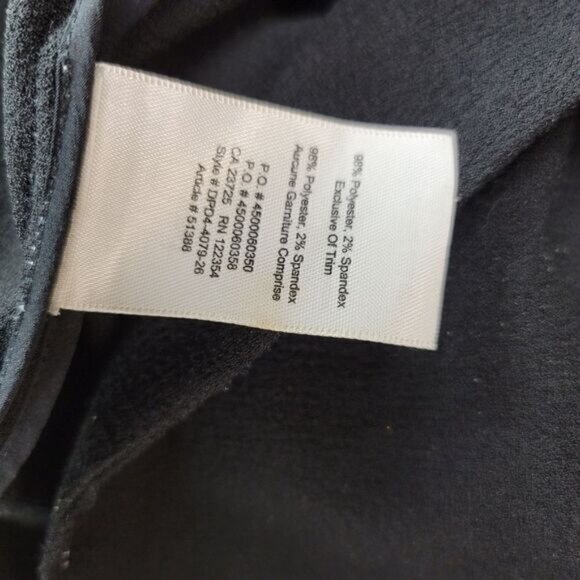 98% Polyester, 2% Spandex
Exclusive Of Trim
98% Polyester, 2% Spandex
Aucune Garniture Comprise
P.O. # 4500060350
P.O. # 4500060358
CA 23725 RN 122354
Style # DPD4-4079-26
Article # 51388